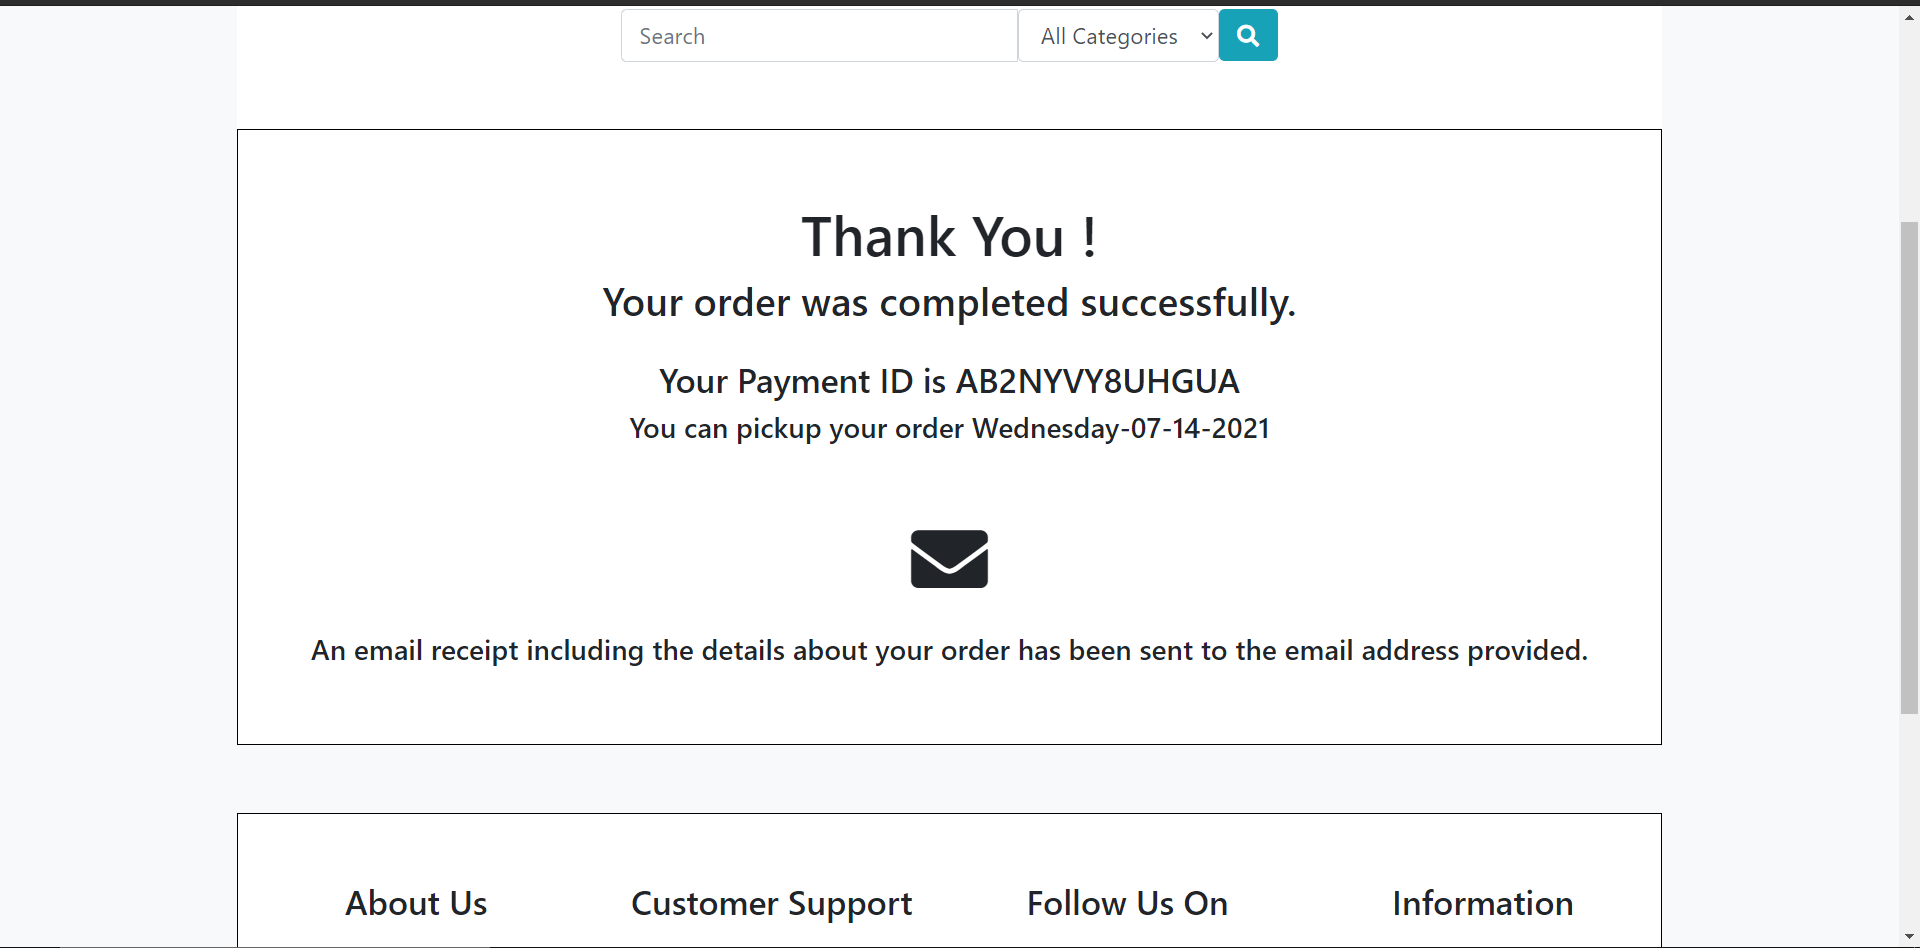 Search All Categories
Thank You !
Your order was completed successfully.
Your Payment ID is AB2NYVY8UHGUA
You can pickup your order Wednesday-07-14-2021
An email receipt including the details about your order has been sent to the email address provided.
About Us Customer Support Follow Us On Information